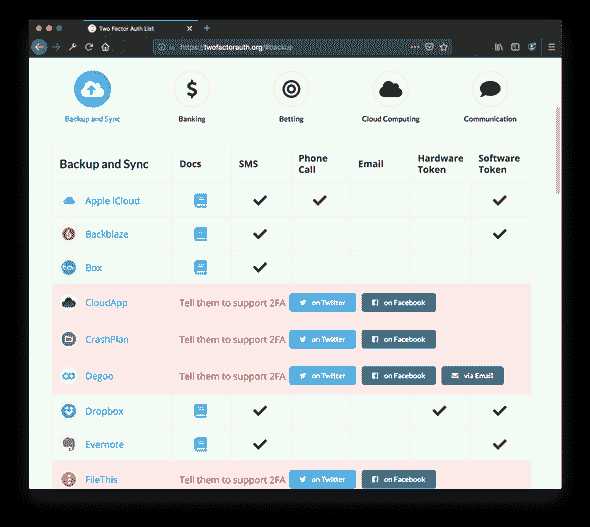 Two Factor Auth List
https://twofactorauth.org/#backup
Backup and Sync
Banking
Betting
Cloud Computing
Communication
Backup and Sync Docs SMS Phone Call Email Hardware Token Software Token
Apple iCloud
Backblaze
Box
CloudApp Tell them to support 2FA on Twitter on Facebook
CrashPlan Tell them to support 2FA on Twitter on Facebook
Degoo Tell them to support 2FA on Twitter on Facebook via Email
Dropbox
Evernote
FileThis Tell them to support 2FA on Twitter on Facebook